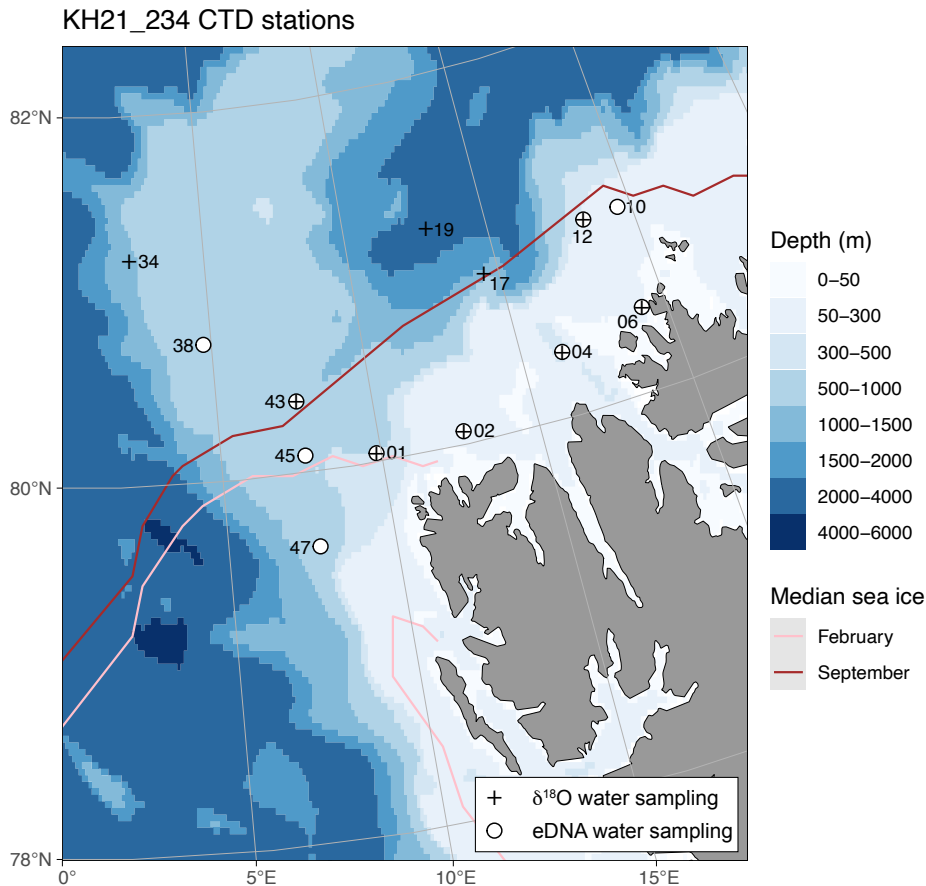 KH21_234 CTD stations
82°N
80°N
78°N
0°
5°E
10°E
15°E
10
12
19
17
34
06
38
04
43
02
01
45
47
δ¹⁸O water sampling
eDNA water sampling
Depth (m)
0−50
50−300
300−500
500−1000
1000−1500
1500−2000
2000−4000
4000−6000
Median sea ice
February
September